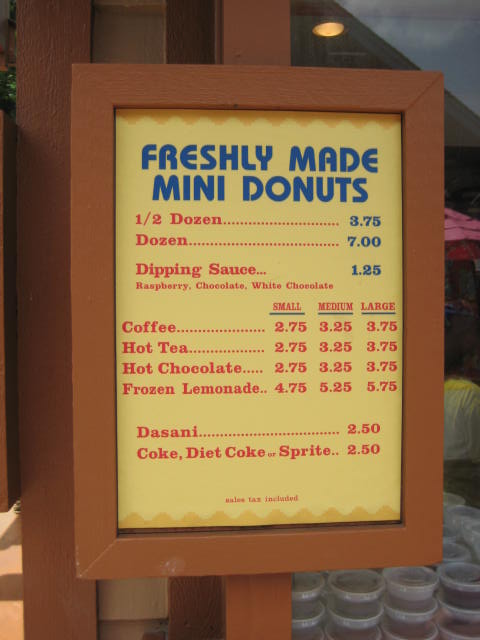 FRESHLY MADE
MINI DONUTS
1/2 Dozen.............................. 3.75
Dozen....................................... 7.00
Dipping Sauce... 1.25
Raspberry, Chocolate, White Chocolate
SMALL MEDIUM LARGE
Coffee....................... 2.75 3.25 3.75
Hot Tea.................... 2.75 3.25 3.75
Hot Chocolate..... 2.75 3.25 3.75
Frozen Lemonade.. 4.75 5.25 5.75
Dasani.................................... 2.50
Coke, Diet Coke or Sprite.. 2.50
sales tax included